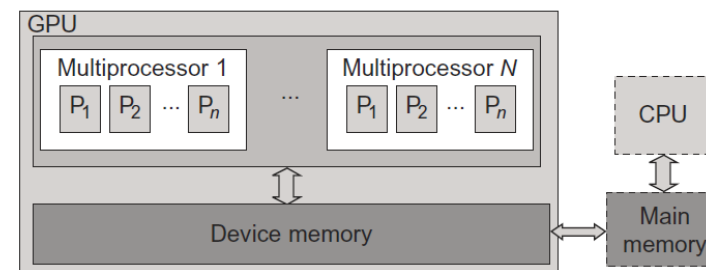 GPU
Multiprocessor 1
P1 P2 ... Pn
...
Multiprocessor N
P1 P2 ... Pn
CPU
Device memory
Main
memory